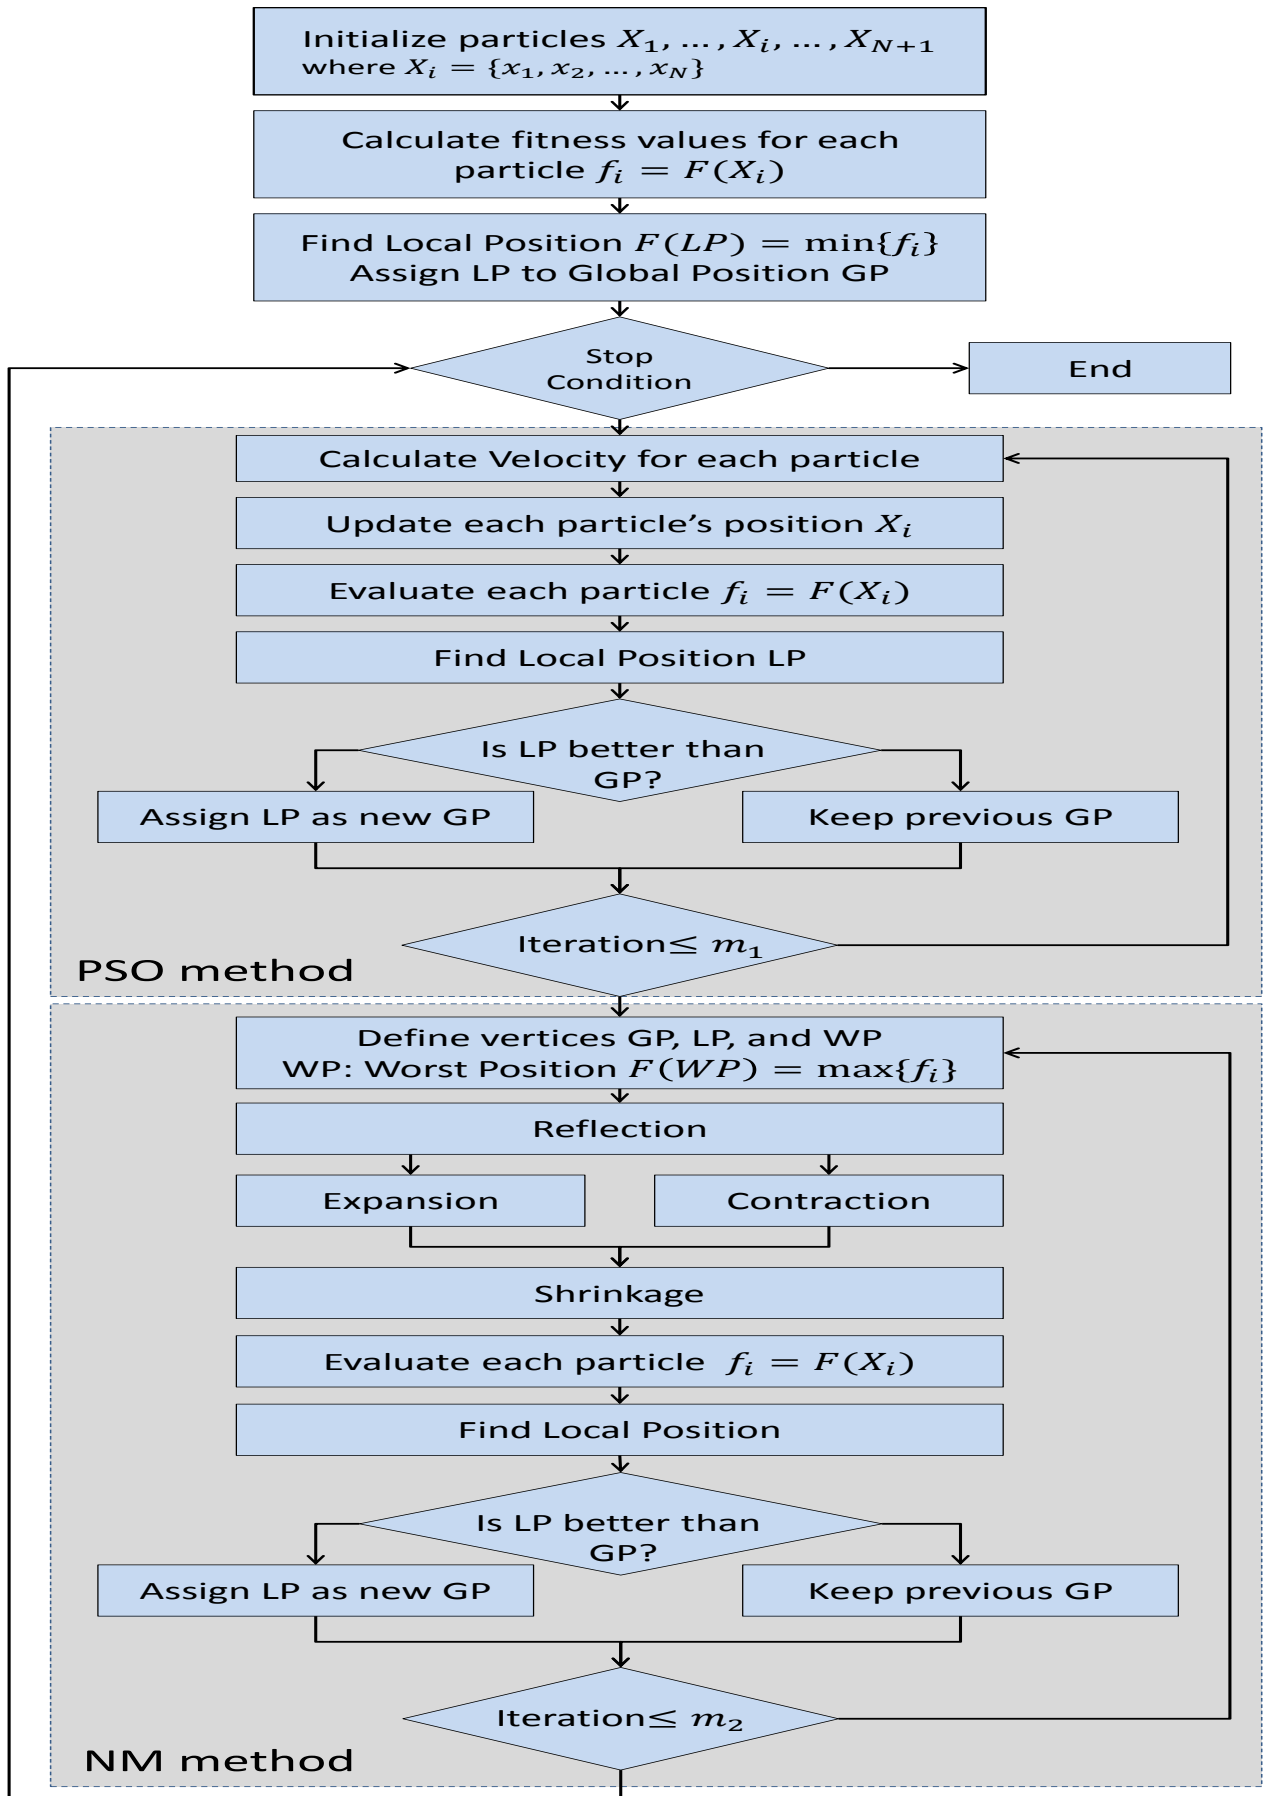 Initialize particles X₁, … , Xᵢ, … , X_{N+1}
where Xᵢ = {x₁, x₂, … , x_N}
Calculate fitness values for each
particle fᵢ = F(Xᵢ)
Find Local Position F(LP) = min{fᵢ}
Assign LP to Global Position GP
Stop
Condition
End
Calculate Velocity for each particle
Update each particle’s position Xᵢ
Evaluate each particle fᵢ = F(Xᵢ)
Find Local Position LP
Is LP better than
GP?
Assign LP as new GP
Keep previous GP
Iteration≤ m₁
PSO method
Define vertices GP, LP, and WP
WP: Worst Position F(WP) = max{fᵢ}
Reflection
Expansion
Contraction
Shrinkage
Evaluate each particle fᵢ = F(Xᵢ)
Find Local Position
Is LP better than
GP?
Assign LP as new GP
Keep previous GP
Iteration≤ m₂
NM method